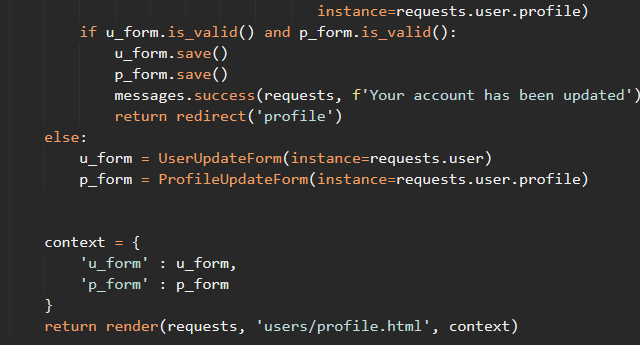 instance=requests.user.profile)
if u_form.is_valid() and p_form.is_valid():
u_form.save()
p_form.save()
messages.success(requests, f'Your account has been updated')
return redirect('profile')
else:
u_form = UserUpdateForm(instance=requests.user)
p_form = ProfileUpdateForm(instance=requests.user.profile)
context = {
'u_form' : u_form,
'p_form' : p_form
}
return render(requests, 'users/profile.html', context)